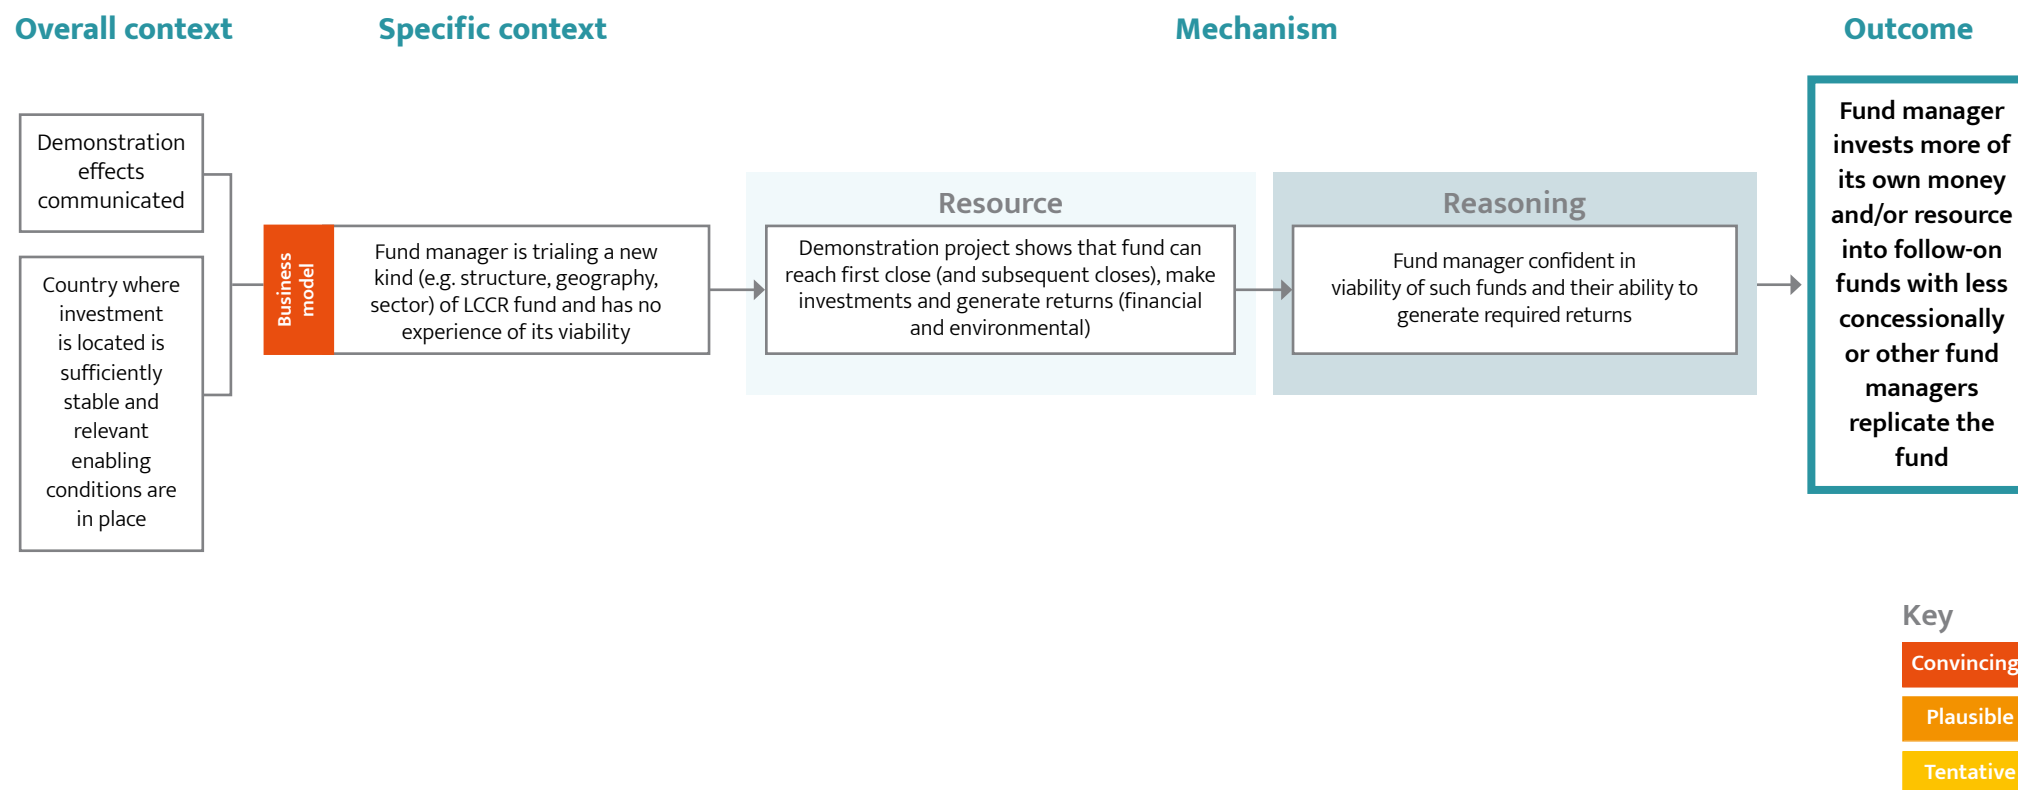 Overall context
Specific context
Mechanism
Outcome
Demonstration
effects
communicated
Country where
investment
is located is
sufficiently
stable and
relevant
enabling
conditions are
in place
Business
model
Fund manager is trialing a new
kind (e.g. structure, geography,
sector) of LCCR fund and has no
experience of its viability
Resource
Demonstration project shows that fund can
reach first close (and subsequent closes), make
investments and generate returns (financial
and environmental)
Reasoning
Fund manager confident in
viability of such funds and their ability to
generate required returns
Fund manager
invests more of
its own money
and/or resource
into follow-on
funds with less
concessionally
or other fund
managers
replicate the
fund
Key
Convincing
Plausible
Tentative